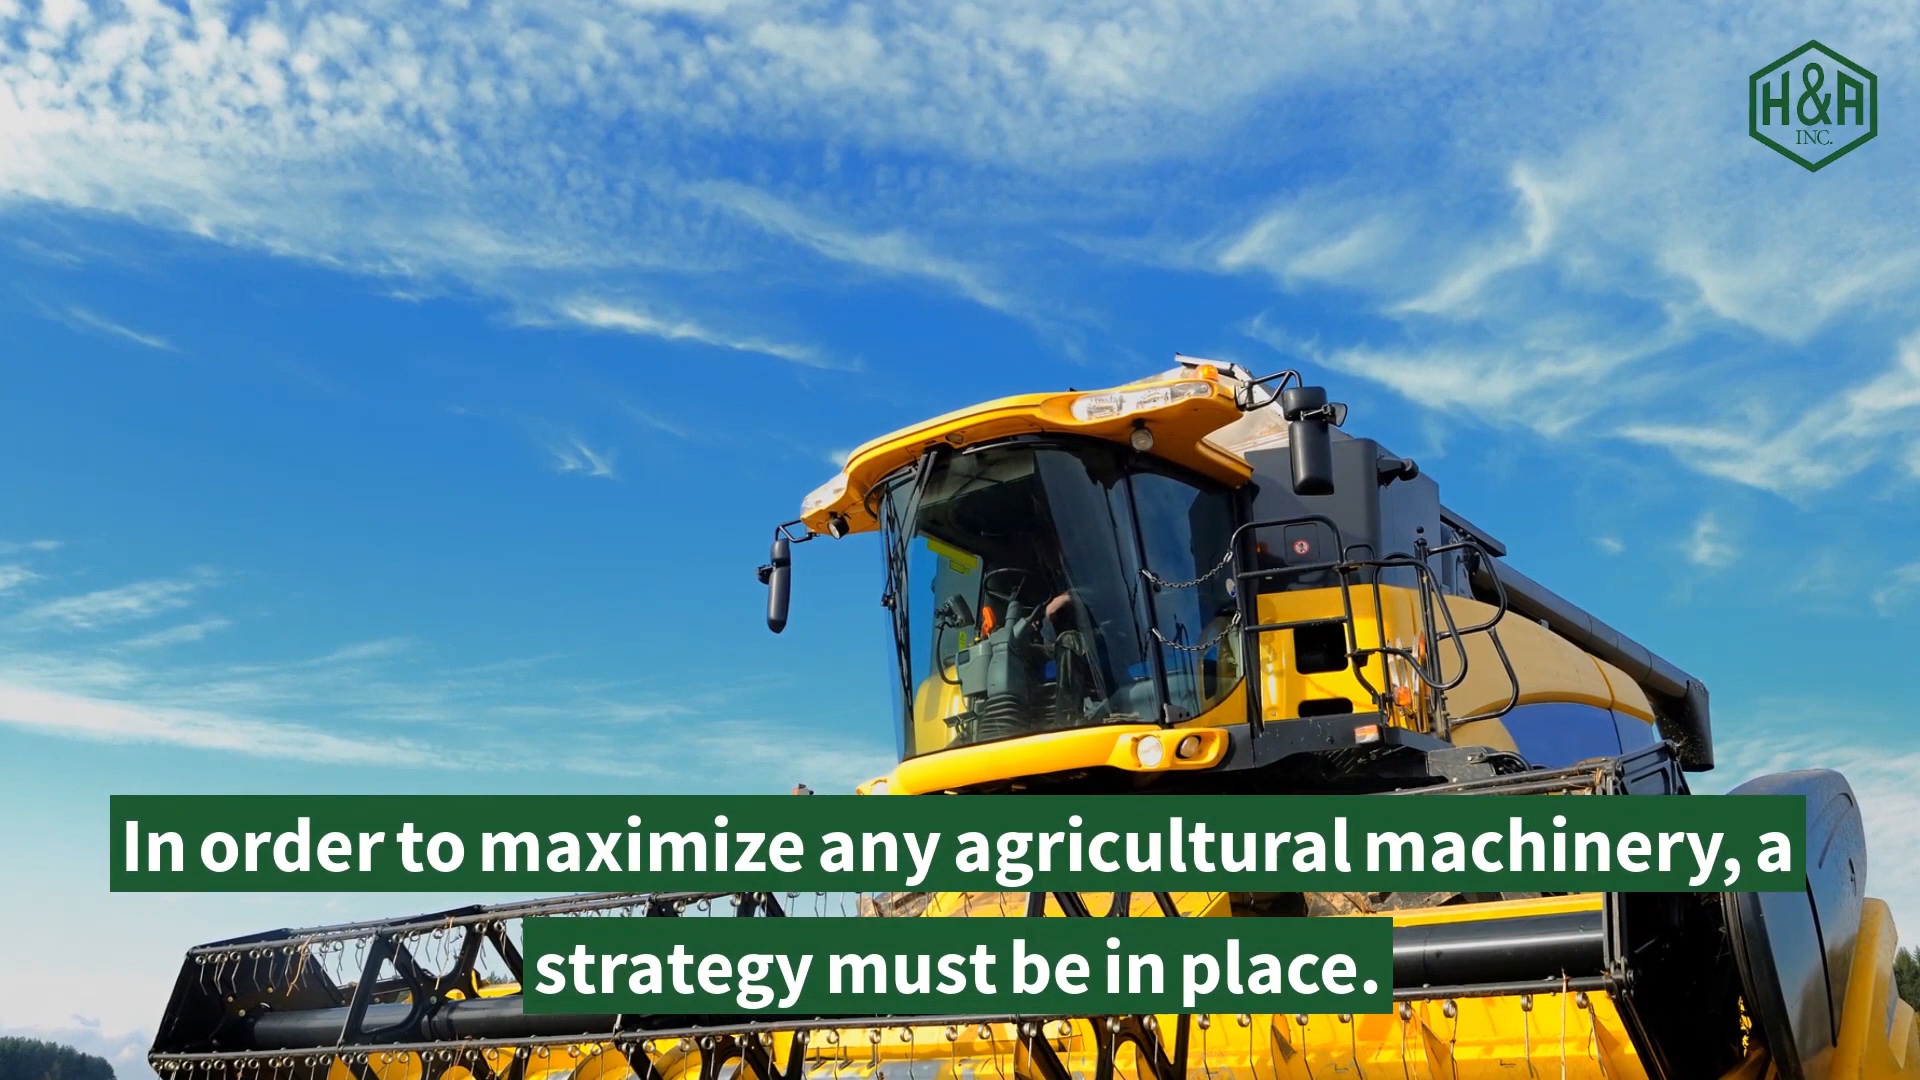 H&A
INC.
In order to maximize any agricultural machinery, a
strategy must be in place.